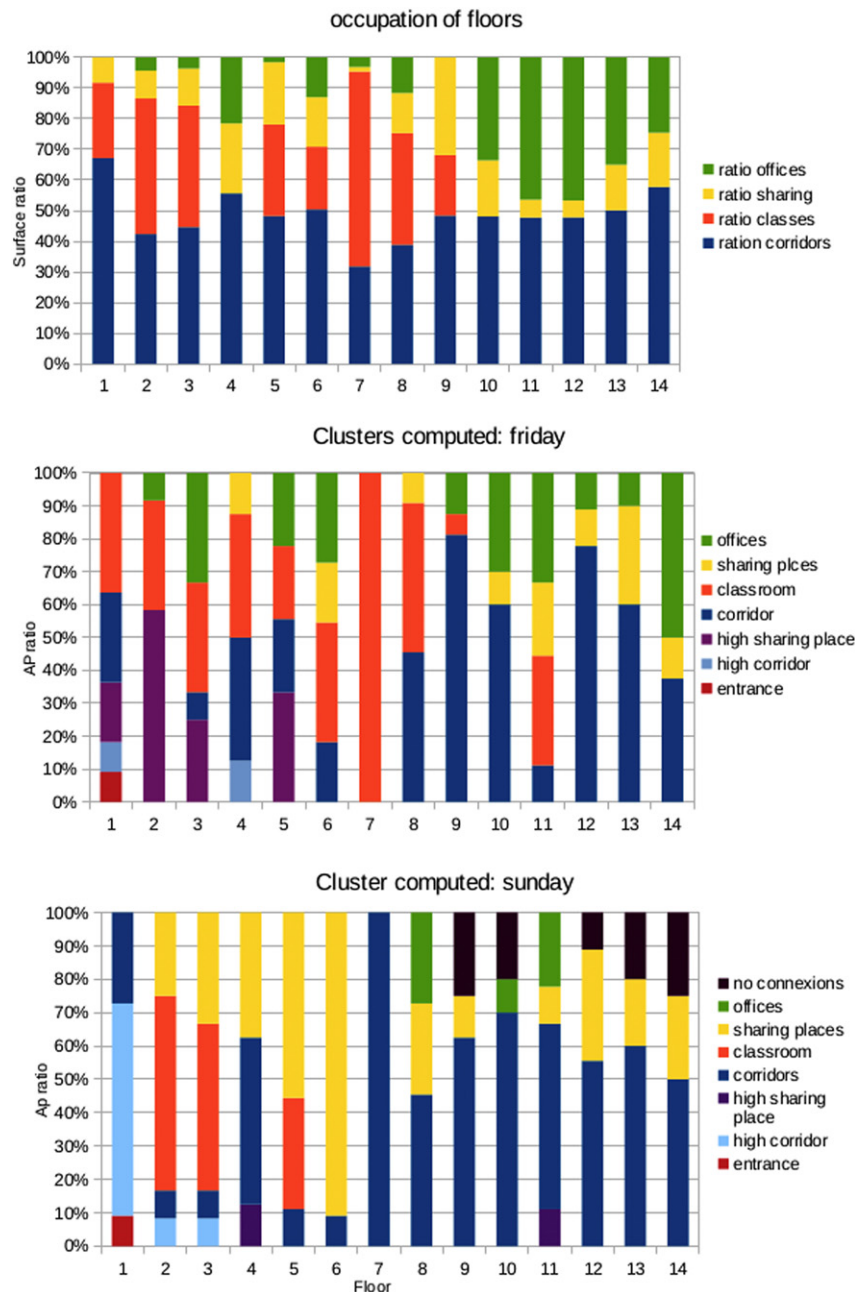 occupation of floors
100%
90%
80%
70%
60%
50%
40%
30%
20%
10%
0%
Surface ratio
1 2 3 4 5 6 7 8 9 10 11 12 13 14
ratio offices
ratio sharing
ratio classes
ration corridors
Clusters computed: friday
100%
90%
80%
70%
60%
50%
40%
30%
20%
10%
0%
AP ratio
1 2 3 4 5 6 7 8 9 10 11 12 13 14
offices
sharing plces
classroom
corridor
high sharing place
high corridor
entrance
Cluster computed: sunday
100%
90%
80%
70%
60%
50%
40%
30%
20%
10%
0%
Ap ratio
1 2 3 4 5 6 7 8 9 10 11 12 13 14
Floor
no connexions
offices
sharing places
classroom
corridors
high sharing
place
high corridor
entrance